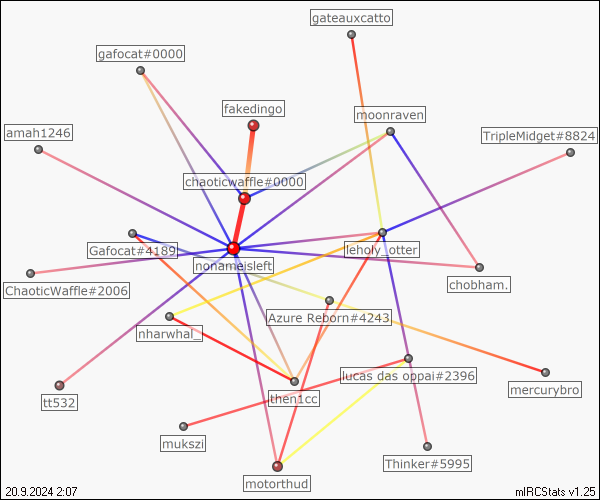 gateauxcatto
gafocat#0000
fakedingo
moonraven
amah1246
TripleMidget#8824
chaoticwaffle#0000
Gafocat#4189
leholy_otter
nonameisleft
ChaoticWaffle#2006
chobham.
Azure Reborn#4243
nharwhal_
lucas das oppai#2396
mercurybro
then1cc
tt532
mukszi
Thinker#5995
motorthud
20.9.2024 2:07
mIRCStats v1.25